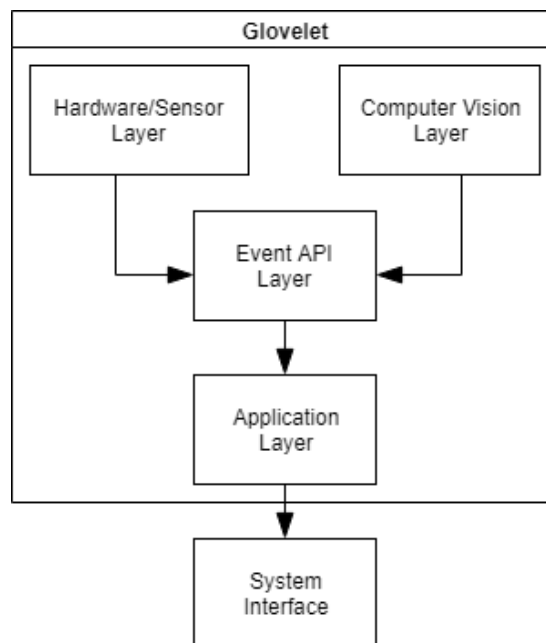 Glovelet
Hardware/Sensor
Layer
Computer Vision
Layer
Event API
Layer
Application
Layer
System
Interface